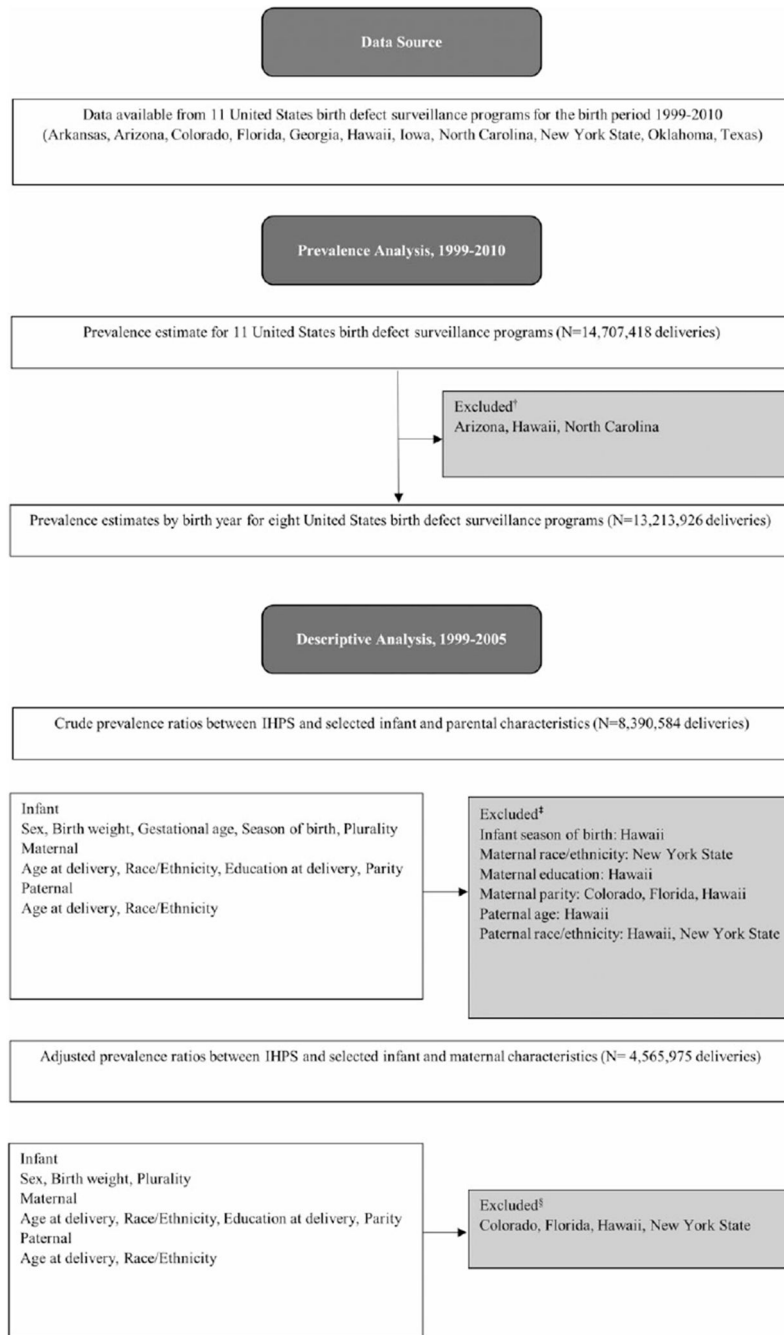 Data Source
Data available from 11 United States birth defect surveillance programs for the birth period 1999-2010
(Arkansas, Arizona, Colorado, Florida, Georgia, Hawaii, Iowa, North Carolina, New York State, Oklahoma, Texas)
Prevalence Analysis, 1999-2010
Prevalence estimate for 11 United States birth defect surveillance programs (N=14,707,418 deliveries)
Excluded†
Arizona, Hawaii, North Carolina
Prevalence estimates by birth year for eight United States birth defect surveillance programs (N=13,213,926 deliveries)
Descriptive Analysis, 1999-2005
Crude prevalence ratios between IHPS and selected infant and parental characteristics (N=8,390,584 deliveries)
Infant
Sex, Birth weight, Gestational age, Season of birth, Plurality
Maternal
Age at delivery, Race/Ethnicity, Education at delivery, Parity
Paternal
Age at delivery, Race/Ethnicity
Excluded‡
Infant season of birth: Hawaii
Maternal race/ethnicity: New York State
Maternal education: Hawaii
Maternal parity: Colorado, Florida, Hawaii
Paternal age: Hawaii
Paternal race/ethnicity: Hawaii, New York State
Adjusted prevalence ratios between IHPS and selected infant and maternal characteristics (N= 4,565,975 deliveries)
Infant
Sex, Birth weight, Plurality
Maternal
Age at delivery, Race/Ethnicity, Education at delivery, Parity
Paternal
Age at delivery, Race/Ethnicity
Excluded§
Colorado, Florida, Hawaii, New York State